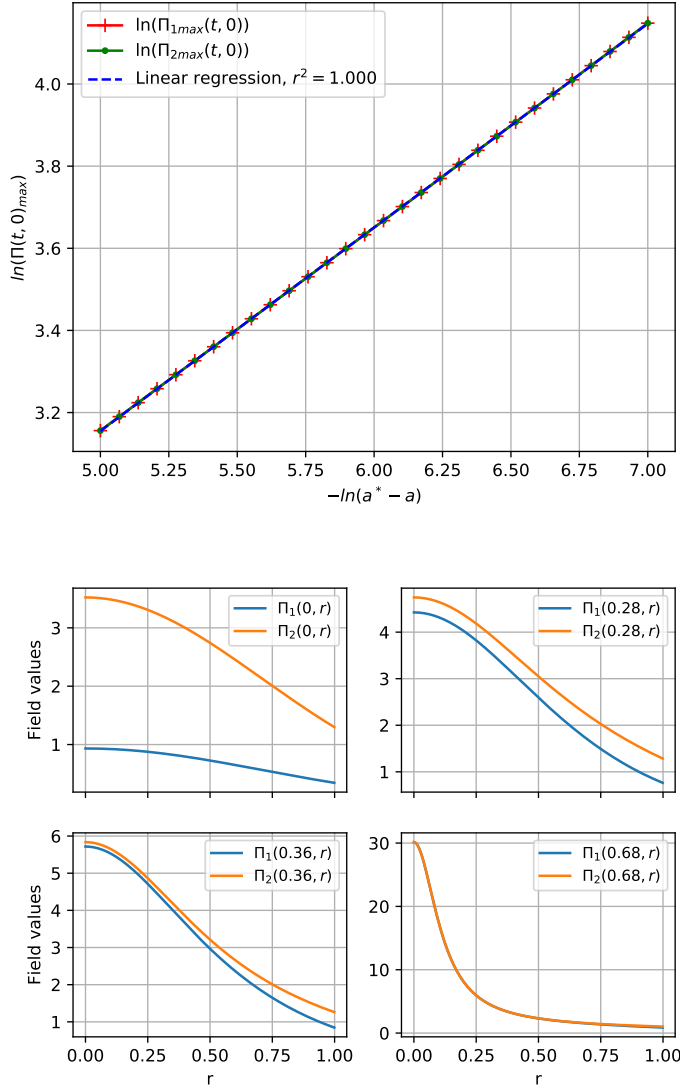 ln(Π₁ₘₐₓ(t, 0))
ln(Π₂ₘₐₓ(t, 0))
Linear regression, r² = 1.000
4.0
3.8
3.6
3.4
3.2
ln(Π(t, 0)ₘₐₓ)
5.00 5.25 5.50 5.75 6.00 6.25 6.50 6.75 7.00
−ln(a* − a)
Π₁(0, r)
Π₂(0, r)
3
2
1
Field values
Π₁(0.28, r)
Π₂(0.28, r)
4
3
2
1
Π₁(0.36, r)
Π₂(0.36, r)
6
5
4
3
2
1
Field values
0.00 0.25 0.50 0.75 1.00
r
Π₁(0.68, r)
Π₂(0.68, r)
30
20
10
0
0.00 0.25 0.50 0.75 1.00
r